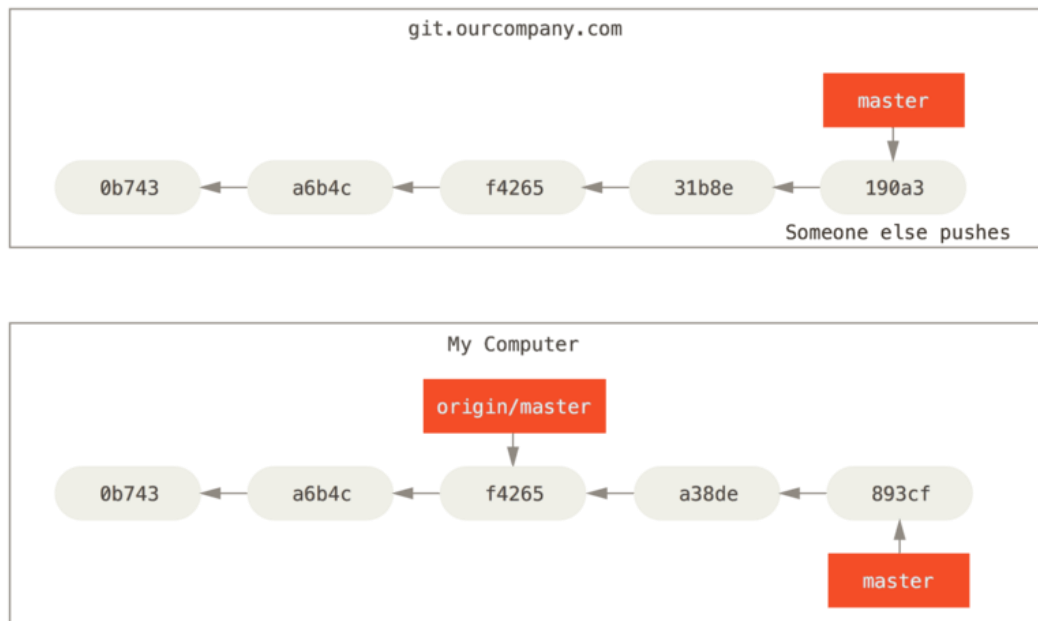 git.ourcompany.com
master
0b743 a6b4c f4265 31b8e 190a3
Someone else pushes
My Computer
origin/master
0b743 a6b4c f4265 a38de 893cf
master